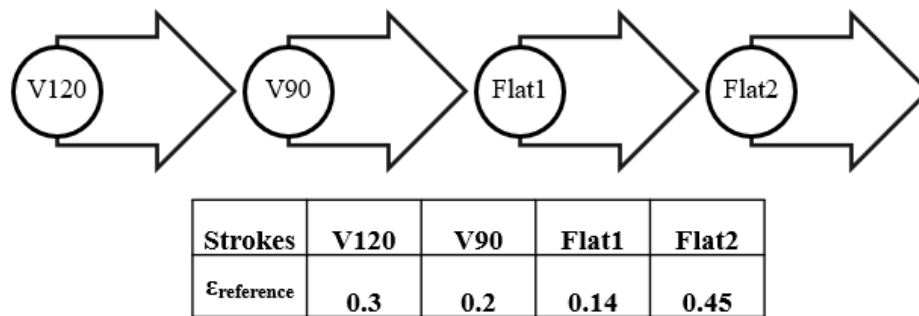 V120 V90 Flat1 Flat2
Strokes V120 V90 Flat1 Flat2
εreference 0.3 0.2 0.14 0.45